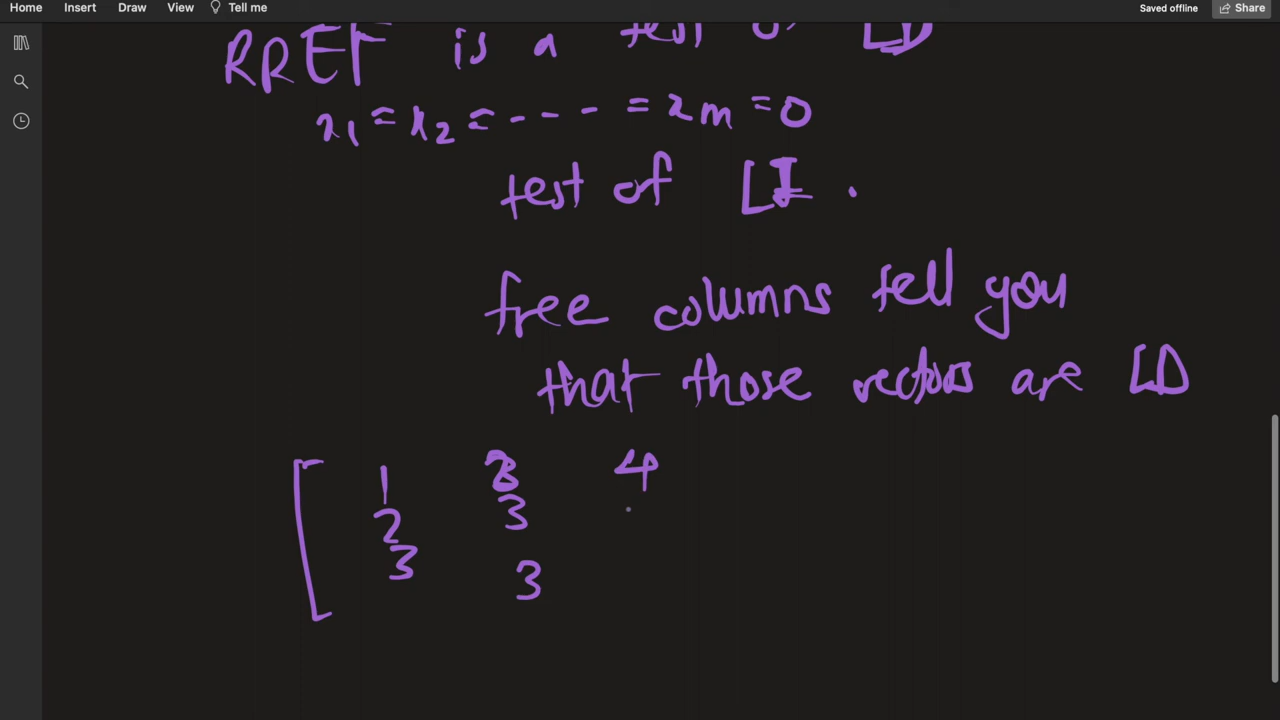 Home Insert Draw View Tell me Saved offline Share
RREF is a test of LD
x1 = x2 = - - - - = xm = 0
test of LI .
free columns tell you
that those vectors are LD
1 3 4
2 3
3 3